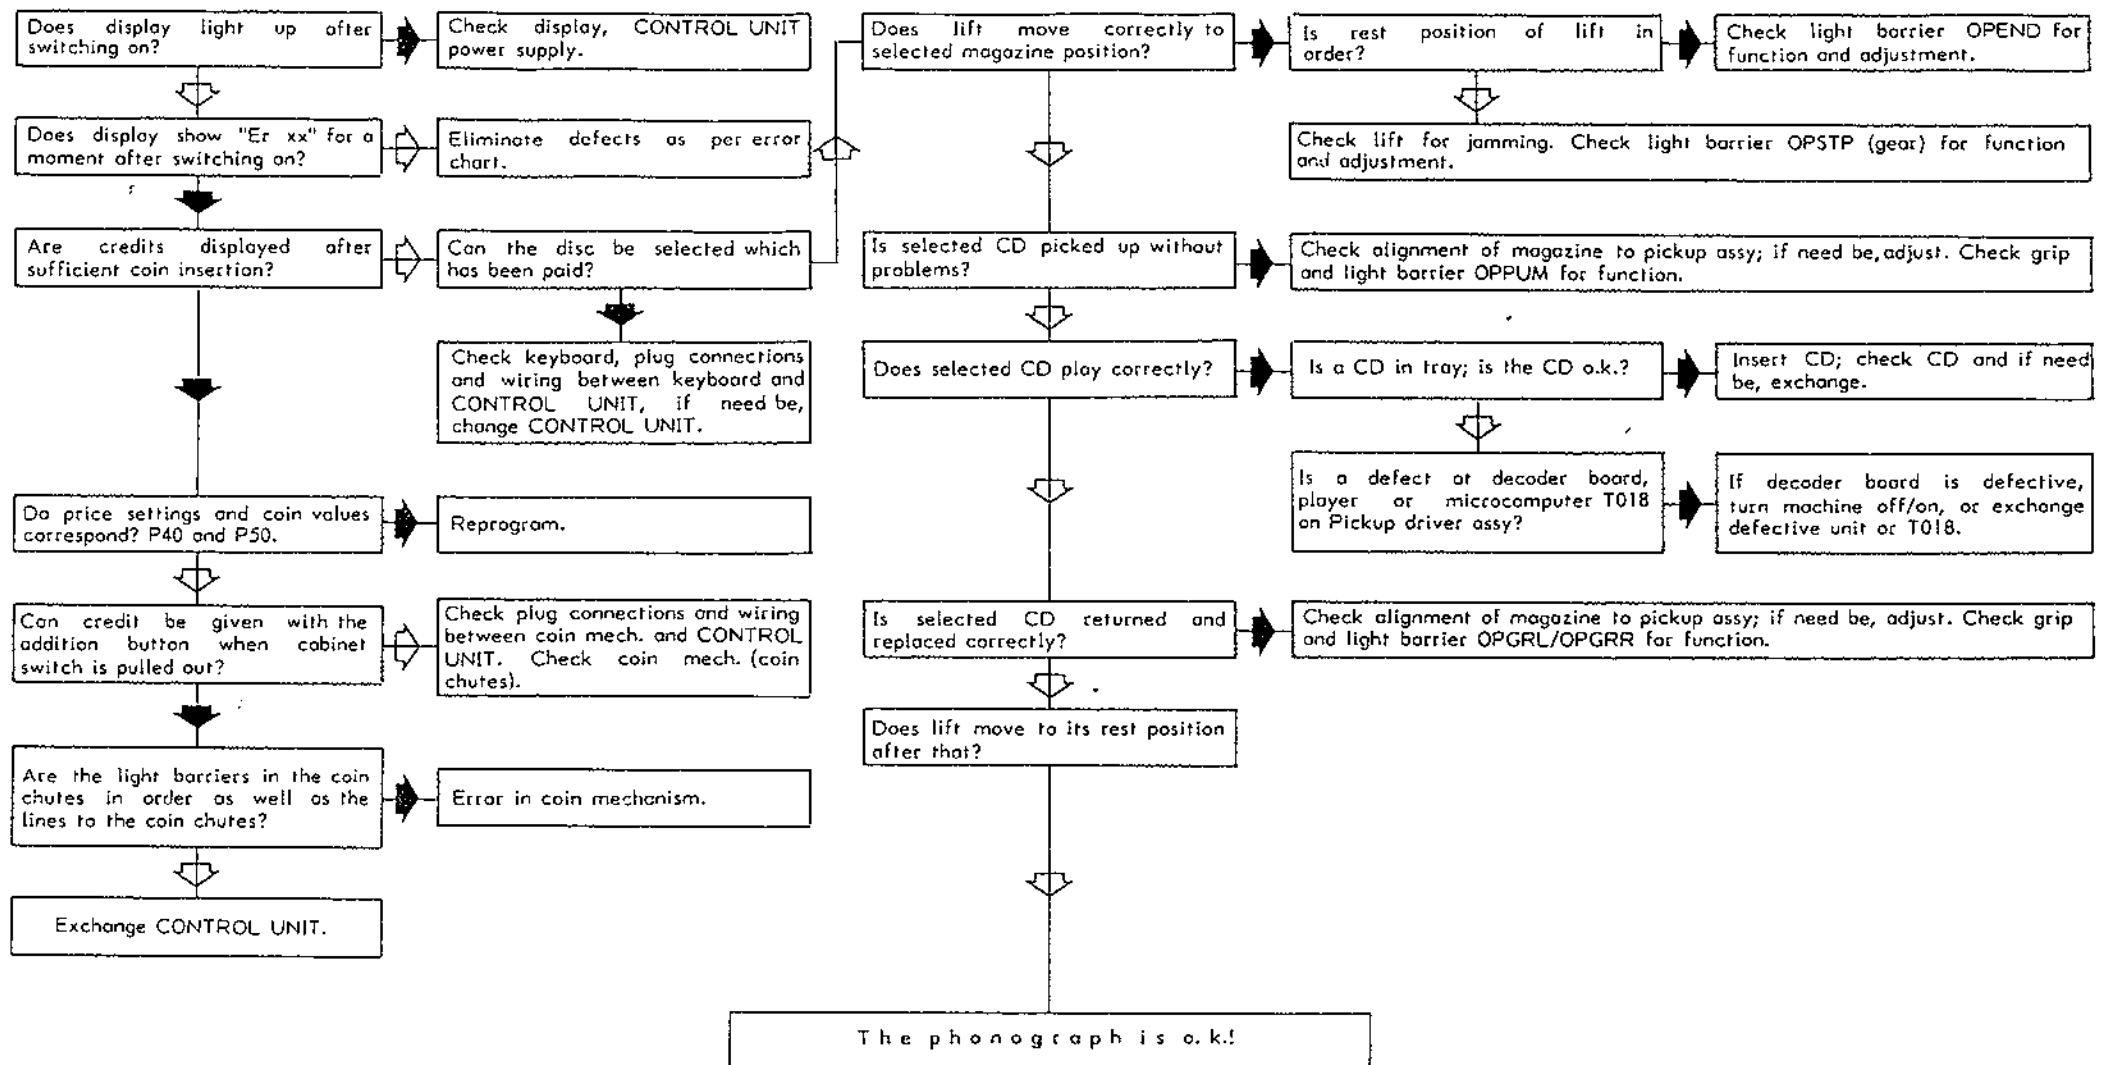 Does display light up after
switching on?
Check display, CONTROL UNIT
power supply.
Does display show "Er xx" for a
moment after switching on?
Eliminate defects as per error
chart.
Are credits displayed after
sufficient coin insertion?
Can the disc be selected which
has been paid?
Check keyboard, plug connections
and wiring between keyboard and
CONTROL UNIT, if need be,
change CONTROL UNIT.
Do price settings and coin values
correspond? P40 and P50.
Reprogram.
Can credit be given with the
addition button when cabinet
switch is pulled out?
Check plug connections and wiring
between coin mech. and CONTROL
UNIT. Check coin mech. (coin
chutes).
Are the light barriers in the coin
chutes in order as well as the
lines to the coin chutes?
Error in coin mechanism.
Exchange CONTROL UNIT.
Does lift move correctly to
selected magazine position?
Is rest position of lift in
order?
Check light barrier OPEND for
function and adjustment.
Check lift for jamming. Check light barrier OPSTP (gear) for function
and adjustment.
Is selected CD picked up without
problems?
Check alignment of magazine to pickup assy; if need be, adjust. Check grip
and light barrier OPPUM for function.
Does selected CD play correctly?
Is a CD in tray; is the CD o.k.?
Insert CD; check CD and if need
be, exchange.
Is a defect at decoder board,
player or microcomputer T018
on Pickup driver assy?
If decoder board is defective,
turn machine off/on, or exchange
defective unit or T018.
Is selected CD returned and
replaced correctly?
Check alignment of magazine to pickup assy; if need be, adjust. Check grip
and light barrier OPGRL/OPGRR for function.
Does lift move to its rest position
after that?
The phonograph is o.k.!